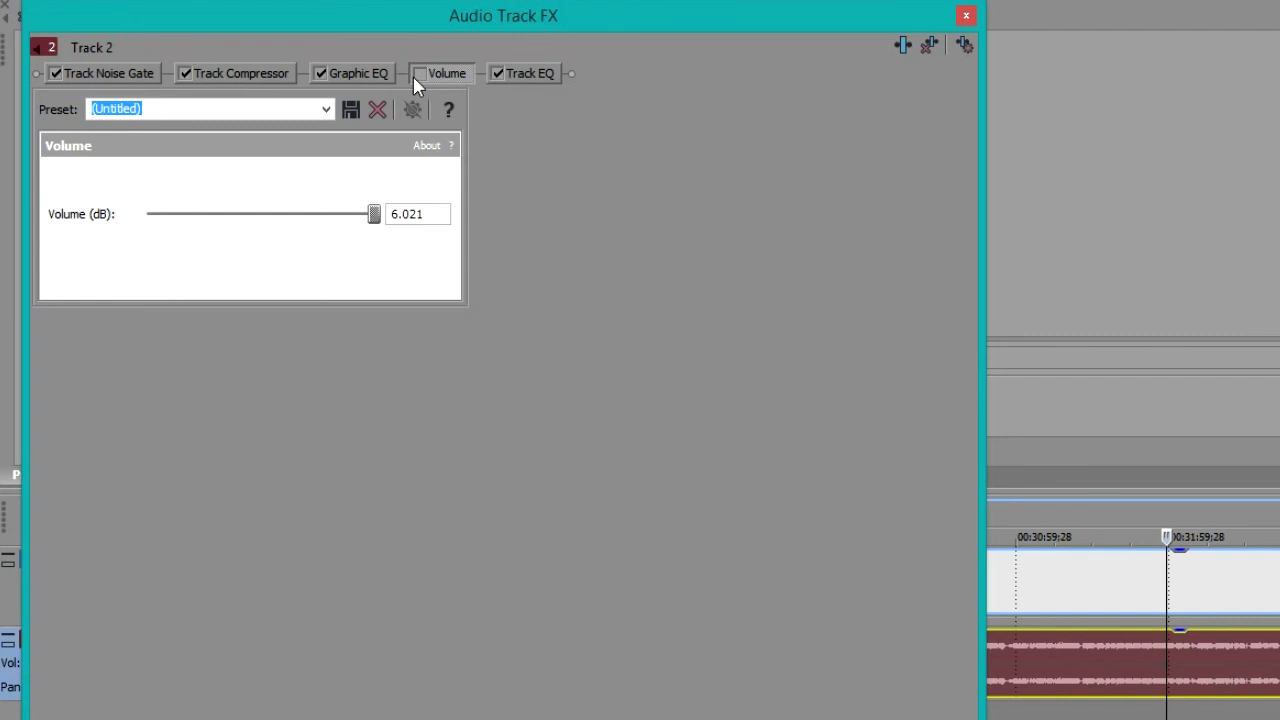 Audio Track FX
x
2 Track 2
Track Noise Gate Track Compressor Graphic EQ Volume Track EQ
Preset: (Untitled) ?
Volume About ?
Volume (dB): 6.021
P
00:30:59;28 00:31:59;28
Vol:
Pan